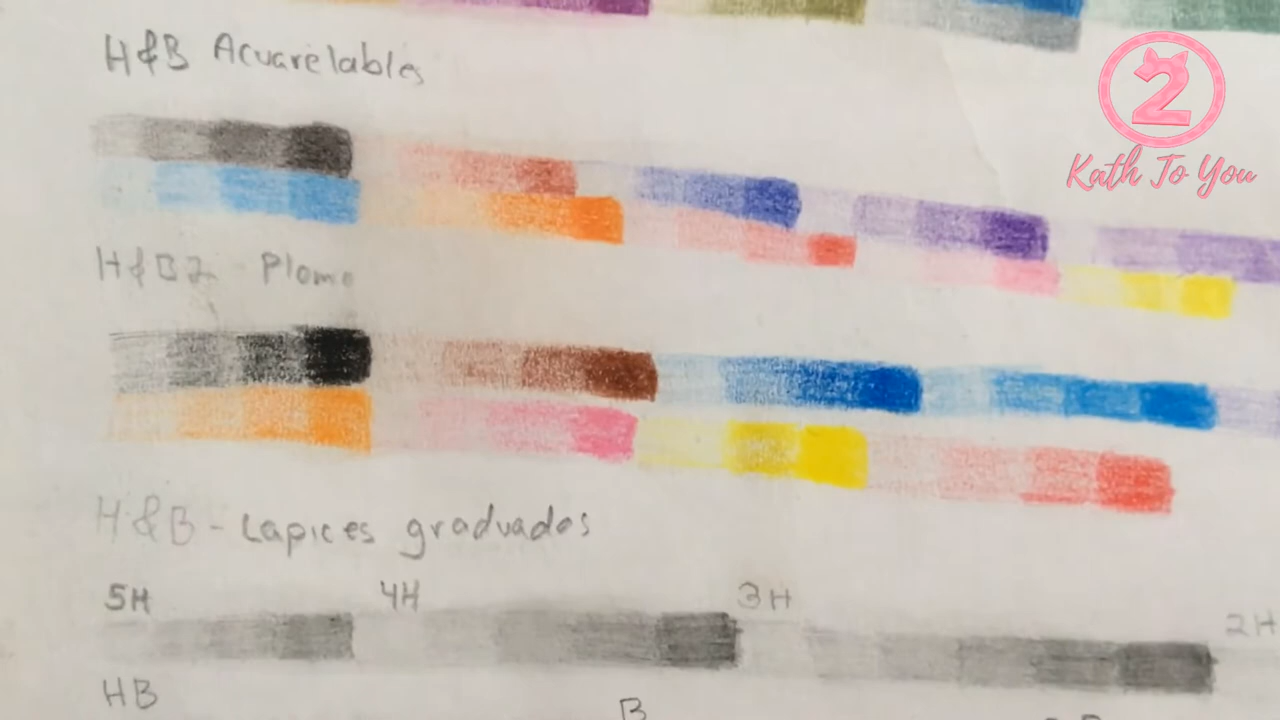 H&B Acuarelables
2
Kath To You
Plomo
H&B - Lapices graduados
5H 4H 3H 2H
HB B